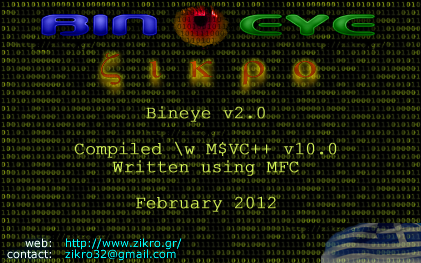 BIN EYE
ζικρο
Bineye v2.0
Compiled \w M$VC++ v10.0
Written using MFC
February 2012
web: http://www.zikro.gr/
contact: zikro32@gmail.com